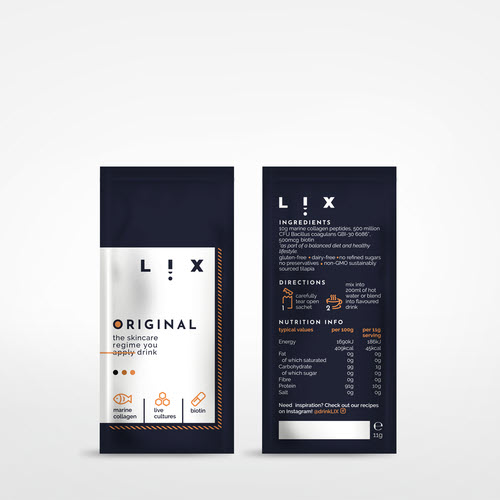 LIX
ORIGINAL
the skincare
regime you
apply drink
marine
collagen
live
cultures
biotin
LIX
INGREDIENTS
10g marine collagen peptides, 500 million
CFU Bacillus coagulans GBI-30 6086*,
500mcg biotin
*as part of a balanced diet and healthy
lifestyle
gluten-free + dairy-free + no refined sugars
no preservatives + non-GMO sustainably
sourced tilapia
DIRECTIONS
1 carefully
tear open
sachet
2 mix into
200ml of hot
water or blend
into flavoured
drink
NUTRITION INFO
typical values per 100g per 11g
serving
Energy 1690kJ 186kJ
409kcal 45kcal
Fat 0g 0g
of which saturated 0g 0g
Carbohydrate 9g 1g
of which sugar 0g 0g
Fibre 0g 0g
Protein 91g 10g
Salt 0g 0g
Need inspiration? Check out our recipes
on Instagram! @drinkLIX
℮
11g